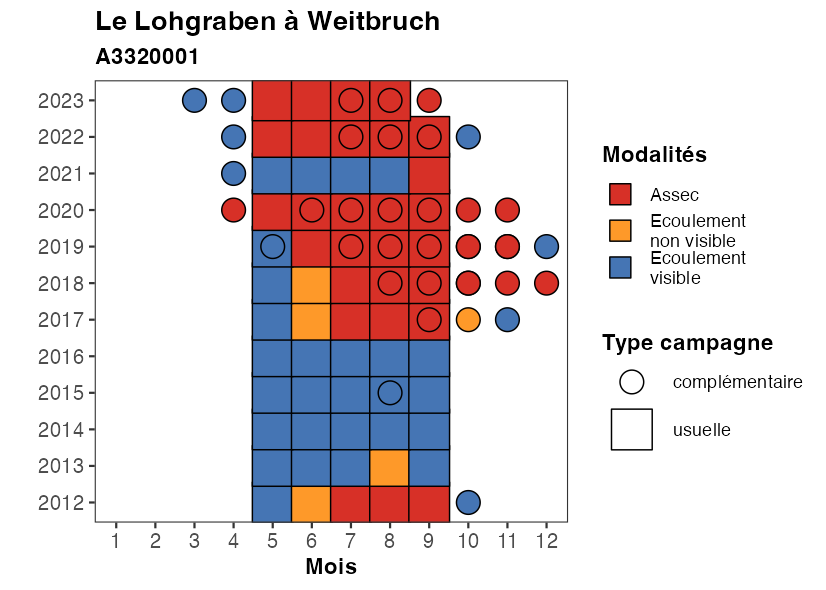 Le Lohgraben à Weitbruch
A3320001
2023
2022
2021
2020
2019
2018
2017
2016
2015
2014
2013
2012
1 2 3 4 5 6 7 8 9 10 11 12
Mois
Modalités
Assec
Ecoulement
non visible
Ecoulement
visible
Type campagne
complémentaire
usuelle